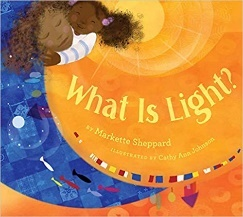 What Is Light?
BY Markette Sheppard
ILLUSTRATED BY Cathy Ann Johnson